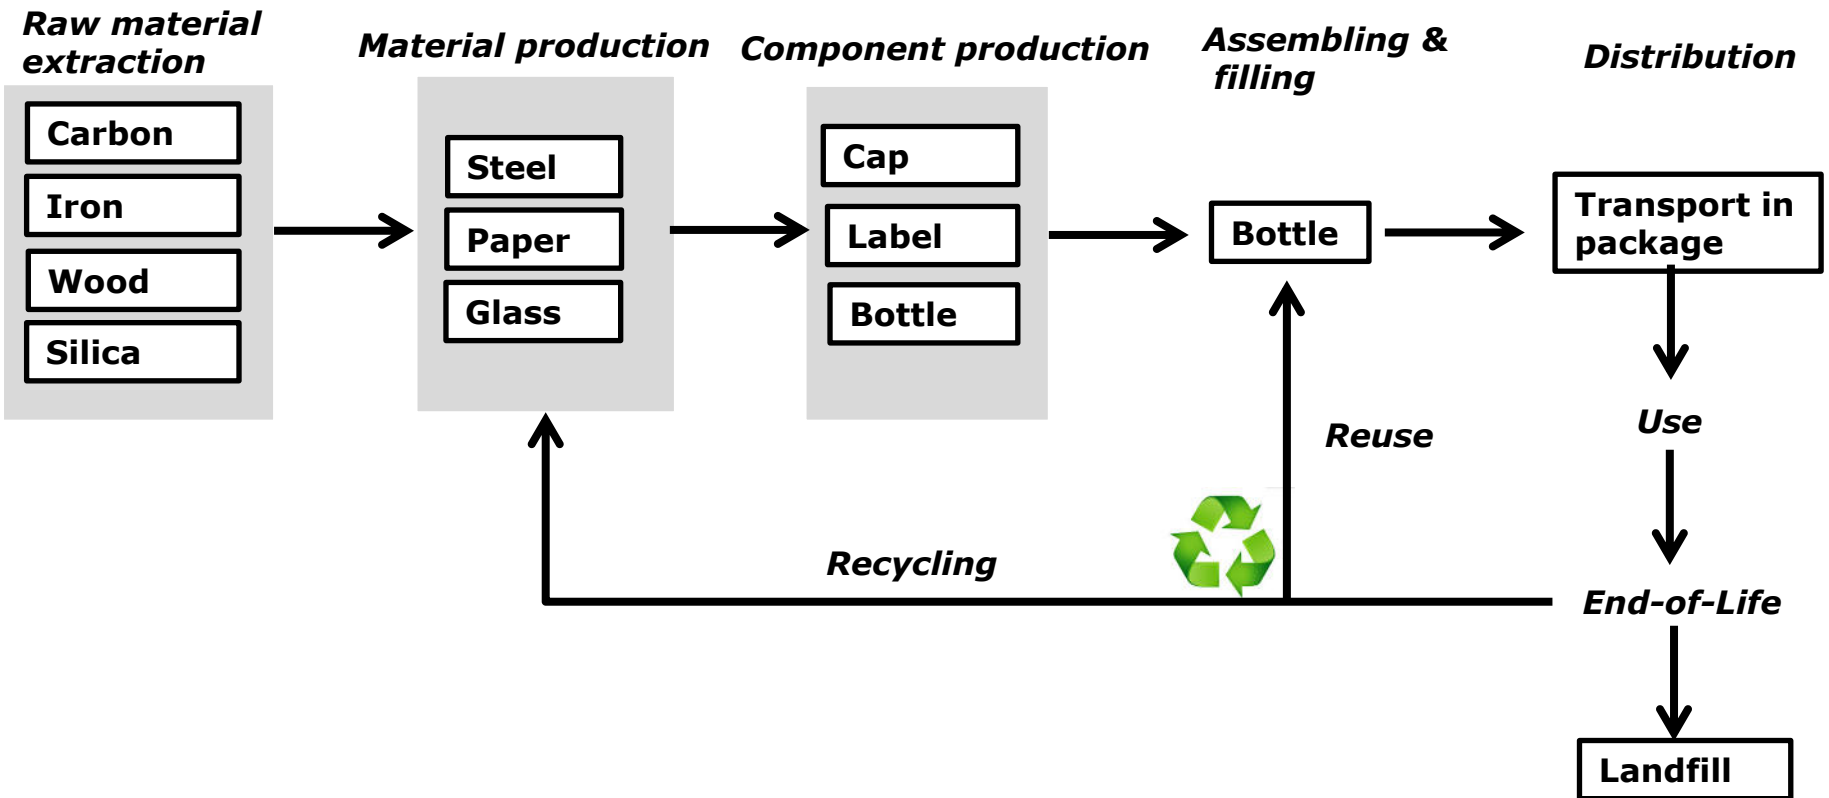 Raw material
extraction
Material production
Component production
Assembling &
filling
Distribution
Carbon
Iron
Wood
Silica
Steel
Paper
Glass
Cap
Label
Bottle
Bottle
Transport in
package
Use
Reuse
Recycling
End-of-Life
Landfill